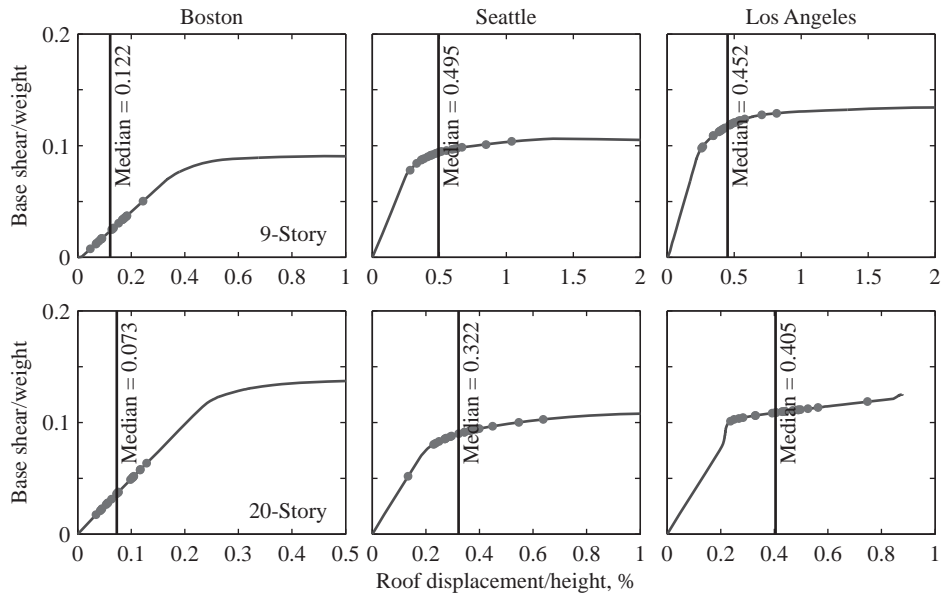 Boston
Seattle
Los Angeles
Base shear/weight
0.2
0.1
0
Median = 0.122
9-Story
0 0.2 0.4 0.6 0.8 1
Median = 0.495
0 0.5 1 1.5 2
Median = 0.452
0 0.5 1 1.5 2
Base shear/weight
0.2
0.1
0
Median = 0.073
20-Story
0 0.1 0.2 0.3 0.4 0.5
Median = 0.322
0 0.2 0.4 0.6 0.8 1
Median = 0.405
0 0.2 0.4 0.6 0.8 1
Roof displacement/height, %